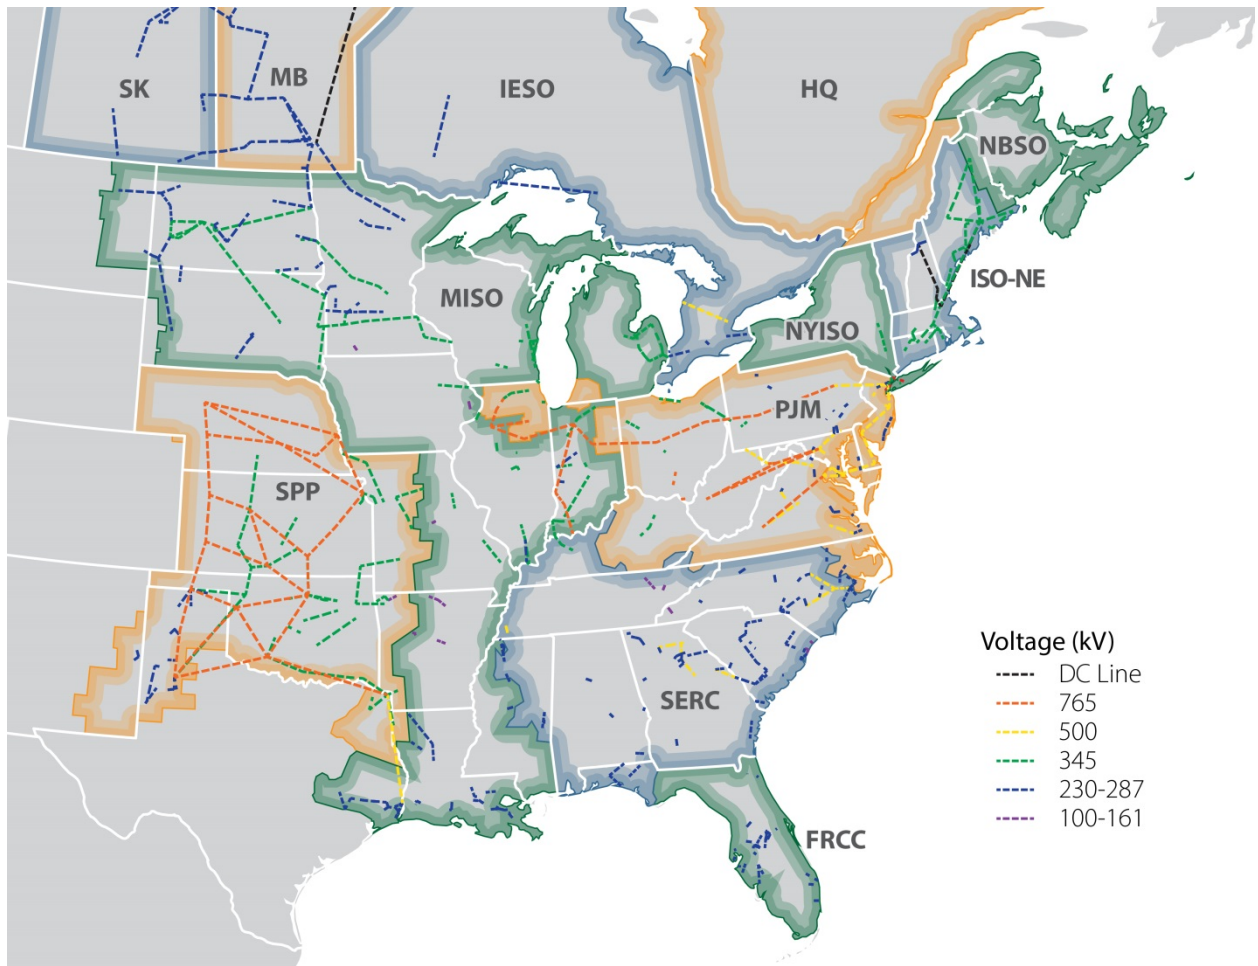 SK
MB
IESO
HQ
NBSO
ISO-NE
MISO
NYISO
PJM
SPP
SERC
FRCC
Voltage (kV)
DC Line
765
500
345
230-287
100-161